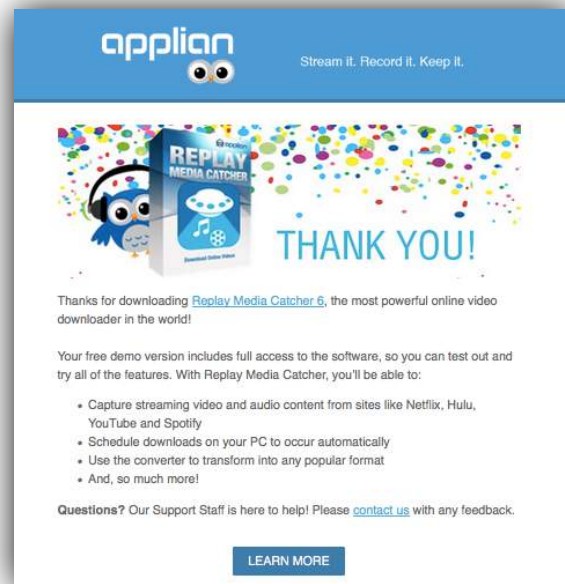 applian
Stream it. Record it. Keep it.
applian
REPLAY
MEDIA CATCHER
Download Online Videos
THANK YOU!
Thanks for downloading Replay Media Catcher 6, the most powerful online video
downloader in the world!
Your free demo version includes full access to the software, so you can test out and
try all of the features. With Replay Media Catcher, you'll be able to:
• Capture streaming video and audio content from sites like Netflix, Hulu,
YouTube and Spotify
• Schedule downloads on your PC to occur automatically
• Use the converter to transform into any popular format
• And, so much more!
Questions? Our Support Staff is here to help! Please contact us with any feedback.
LEARN MORE